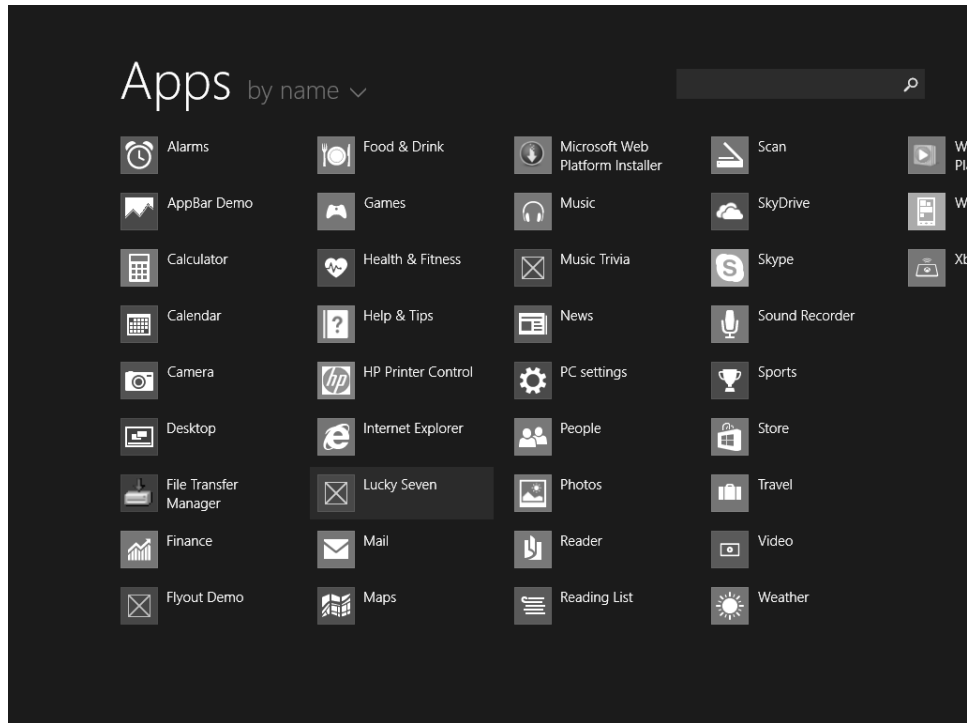 Apps by name
Alarms
AppBar Demo
Calculator
Calendar
Camera
Desktop
File Transfer
Manager
Finance
Flyout Demo
Food & Drink
Games
Health & Fitness
Help & Tips
HP Printer Control
Internet Explorer
Lucky Seven
Mail
Maps
Microsoft Web
Platform Installer
Music
Music Trivia
News
PC settings
People
Photos
Reader
Reading List
Scan
SkyDrive
Skype
Sound Recorder
Sports
Store
Travel
Video
Weather